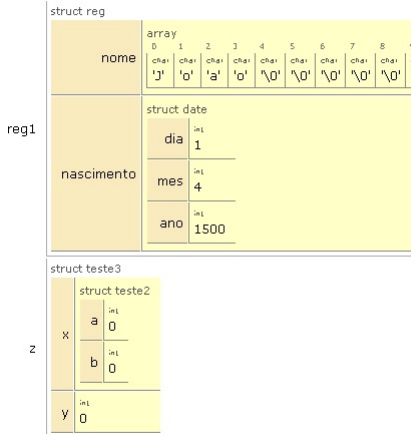 struct reg
array
0 1 2 3 4 5 6 7 8
char char char char char char char char char
nome 'J' 'o' 'a' 'o' '\0' '\0' '\0' '\0' '\0'
struct date
reg1
int
dia 1
nascimento
int
mes 4
int
ano 1500
struct teste3
struct teste2
int
a 0
x
z
int
b 0
int
y 0